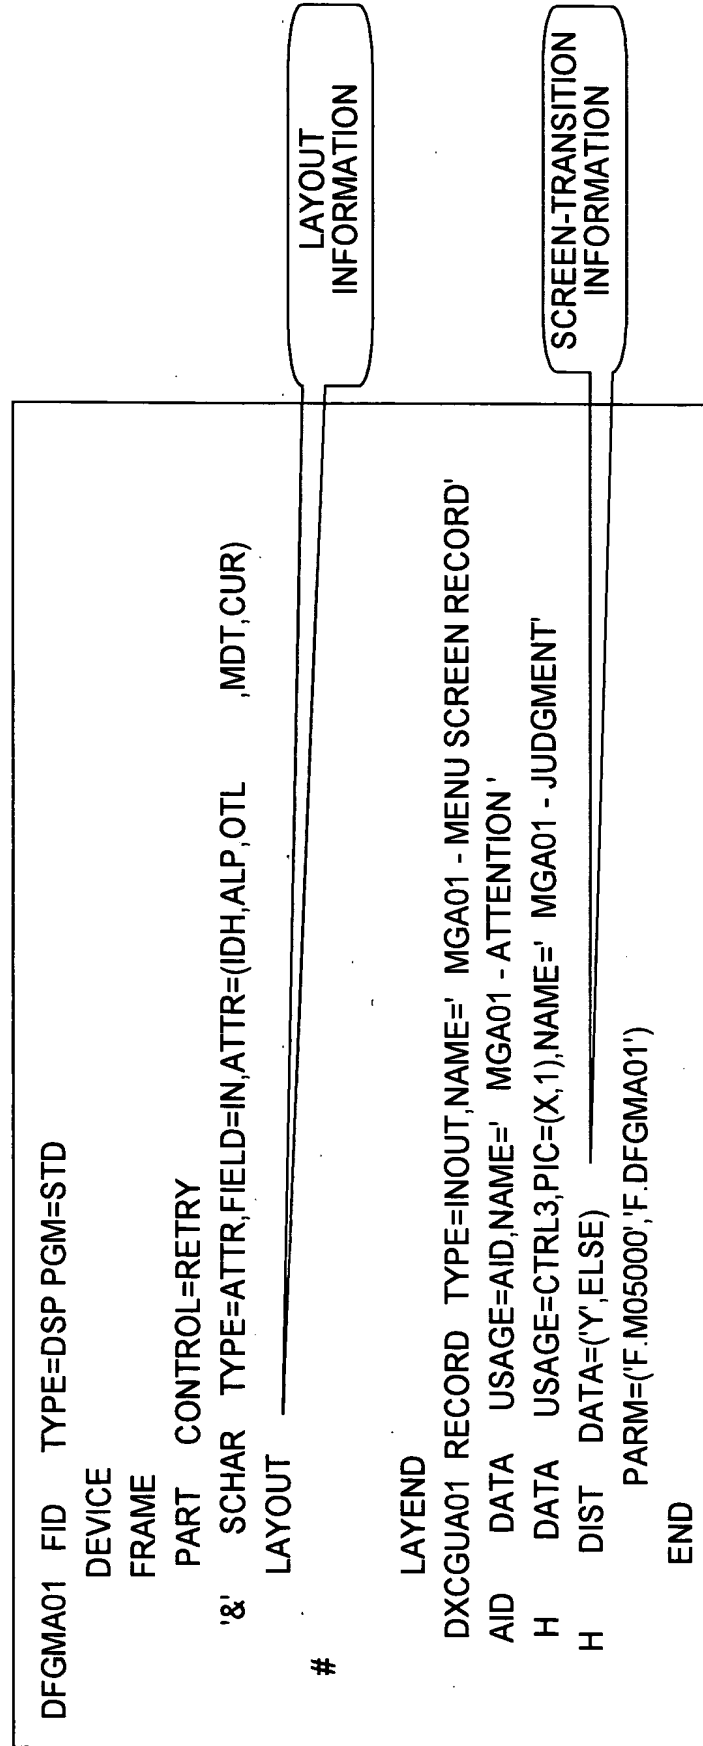 DFGMA01 FID TYPE=DSP PGM=STD
DEVICE
FRAME
PART CONTROL=RETRY
'&' SCHAR TYPE=ATTR,FIELD=IN,ATTR=(IDH,ALP,OTL ,MDT,CUR)
LAYOUT
#
LAYOUT
INFORMATION
LAYEND
DXCGUA01 RECORD TYPE=INOUT,NAME=' MGA01 - MENU SCREEN RECORD'
AID DATA USAGE=AID,NAME=' MGA01 - ATTENTION '
H DATA USAGE=CTRL3,PIC=(X,1),NAME=' MGA01 - JUDGMENT'
H DIST DATA=('Y',ELSE)
SCREEN-TRANSITION
INFORMATION
PARM=('F.M05000','F.DFGMA01')
END